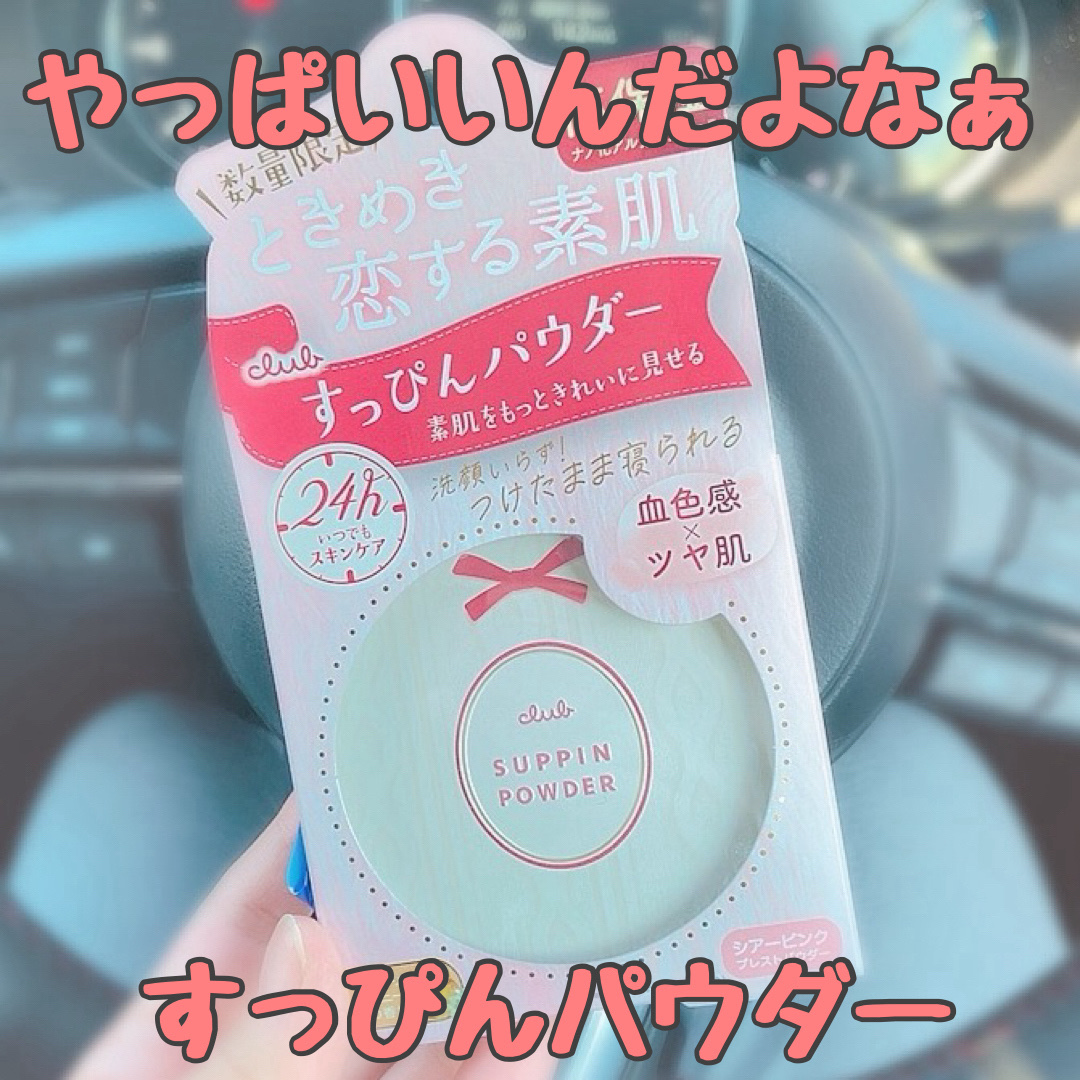 やっぱいいんだよなぁ
数量限定
ときめき
恋する素肌
club
すっぴんパウダー
素肌をもっときれいに見せる
洗顔いらず!
つけたまま寝られる
24h
いつでも
スキンケア
血色感
×
ツヤ肌
club
SUPPIN
POWDER
シアーピンク
プレストパウダー
すっぴんパウダー